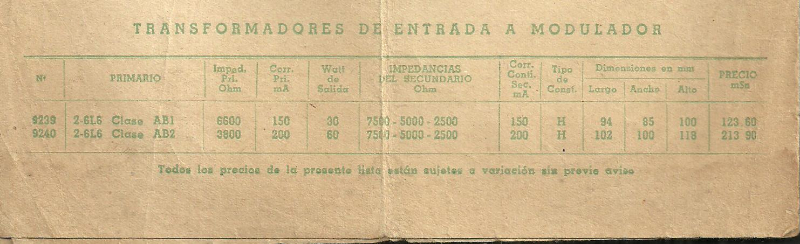 TRANSFORMADORES DE ENTRADA A MODULADOR
Nº PRIMARIO Imped. Pri. Ohm Corr. Pri. mA Watt de Salida IMPEDANCIAS DEL SECUNDARIO Ohm Corr. Conti. Sec. mA Tipo de Const. Dimensiones en mm Largo Ancho Alto PRECIO m$n
9239 2-6L6 Clase AB1 6600 150 30 7500 - 5000 - 2500 150 H 94 85 100 123.60
9240 2-6L6 Clase AB2 3800 200 60 7500 - 5000 - 2500 200 H 102 100 118 213 90
Todos los precios de la presente lista están sujetos a variación sin previo aviso